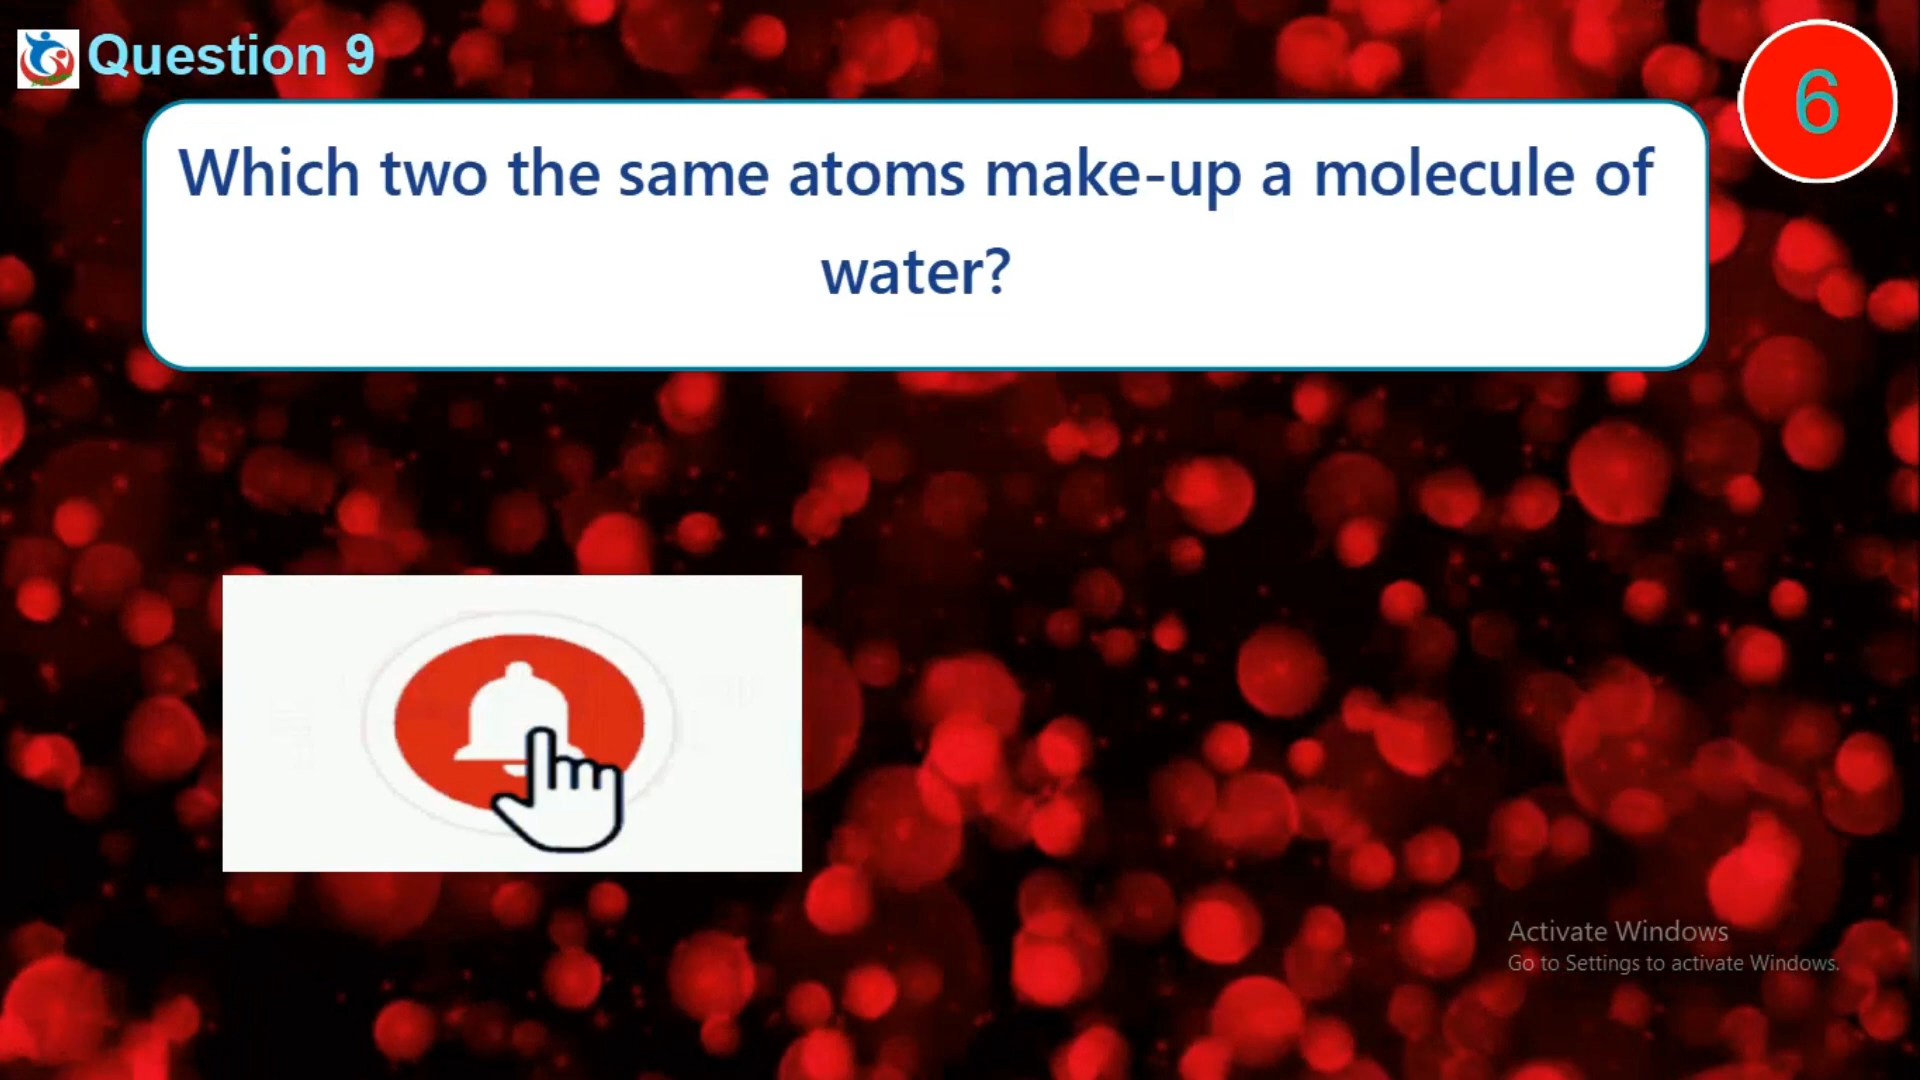 Question 9
6
Which two the same atoms make-up a molecule of
water?
Activate Windows
Go to Settings to activate Windows.